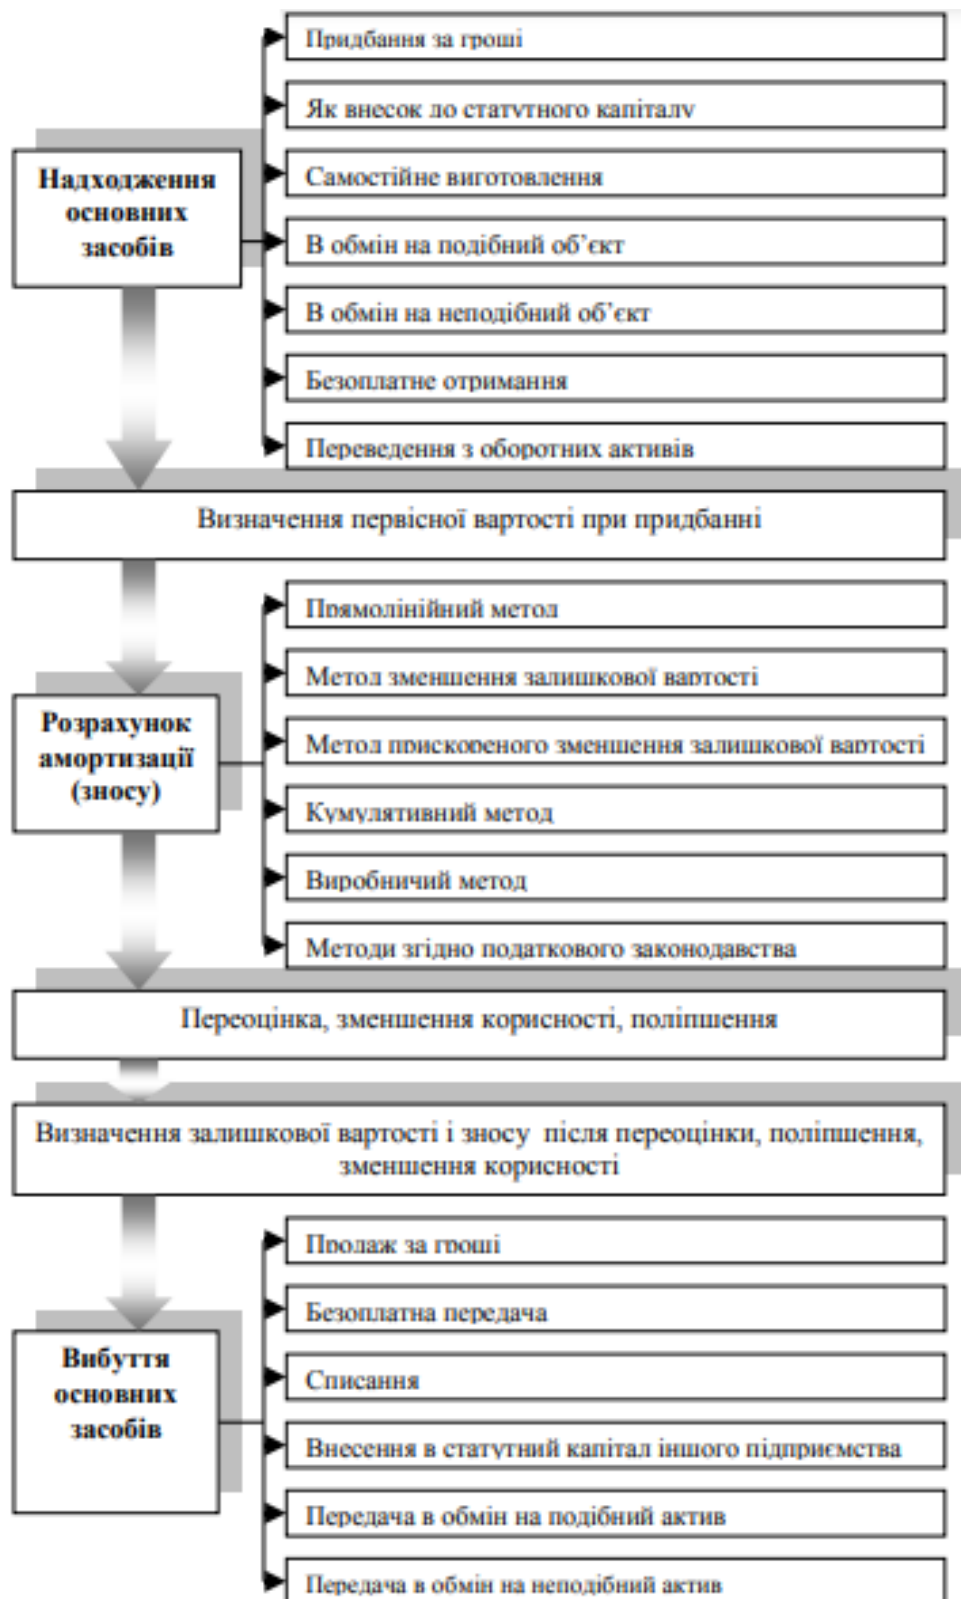 Придбання за гроші
Як внесок до статутного капіталу
Надходження
основних
засобів
Самостійне виготовлення
В обмін на подібний об’єкт
В обмін на неподібний об’єкт
Безоплатне отримання
Переведення з оборотних активів
Визначення первісної вартості при придбанні
Прямолінійний метод
Метод зменшення залишкової вартості
Розрахунок
амортизації
(зносу)
Метод прискореного зменшення залишкової вартості
Кумулятивний метод
Виробничий метод
Методи згідно податкового законодавства
Переоцінка, зменшення корисності, поліпшення
Визначення залишкової вартості і зносу після переоцінки, поліпшення,
зменшення корисності
Продаж за гроші
Безоплатна передача
Вибуття
основних
засобів
Списання
Внесення в статутний капітал іншого підприємства
Передача в обмін на подібний актив
Передача в обмін на неподібний актив